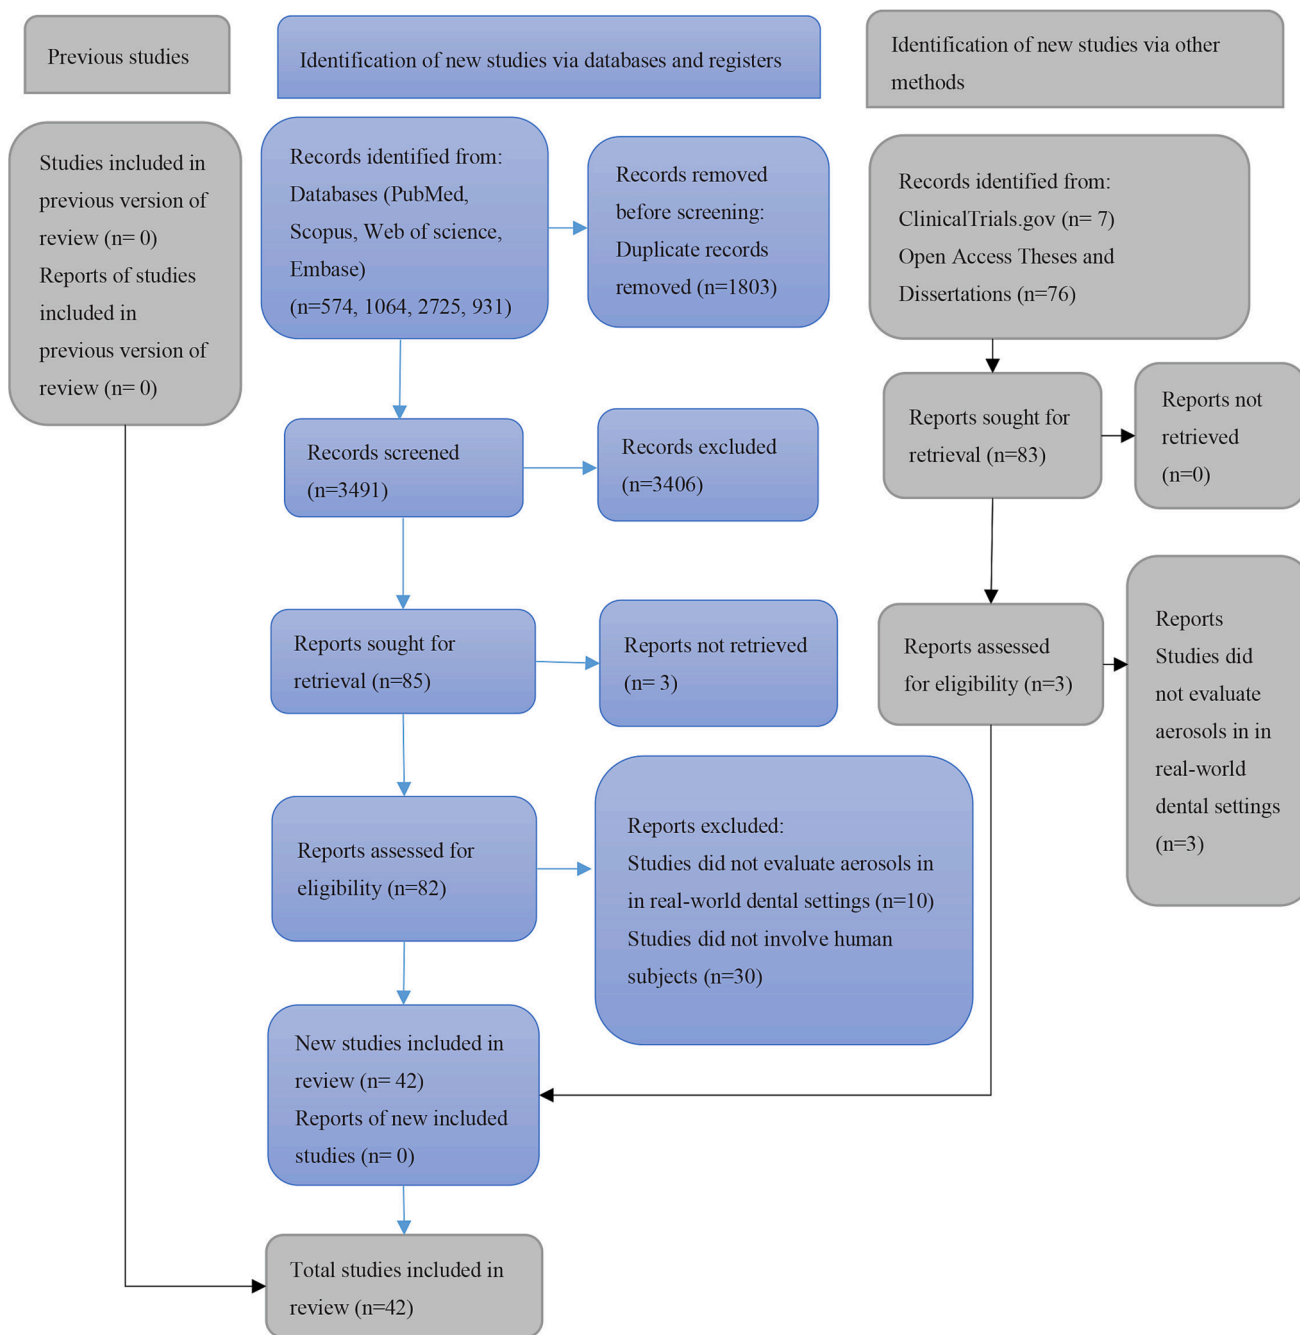 Previous studies
Identification of new studies via databases and registers
Identification of new studies via other
methods
Studies included in
previous version of
review (n= 0)
Reports of studies
included in
previous version of
review (n= 0)
Records identified from:
Databases (PubMed,
Scopus, Web of science,
Embase)
(n=574, 1064, 2725, 931)
Records removed
before screening:
Duplicate records
removed (n=1803)
Records identified from:
ClinicalTrials.gov (n= 7)
Open Access Theses and
Dissertations (n=76)
Records screened
(n=3491)
Records excluded
(n=3406)
Reports sought for
retrieval (n=83)
Reports not
retrieved
(n=0)
Reports sought for
retrieval (n=85)
Reports not retrieved
(n= 3)
Reports assessed
for eligibility (n=3)
Reports
Studies did
not evaluate
aerosols in in
real-world
dental settings
(n=3)
Reports assessed for
eligibility (n=82)
Reports excluded:
Studies did not evaluate aerosols in
in real-world dental settings (n=10)
Studies did not involve human
subjects (n=30)
New studies included in
review (n= 42)
Reports of new included
studies (n= 0)
Total studies included in
review (n=42)